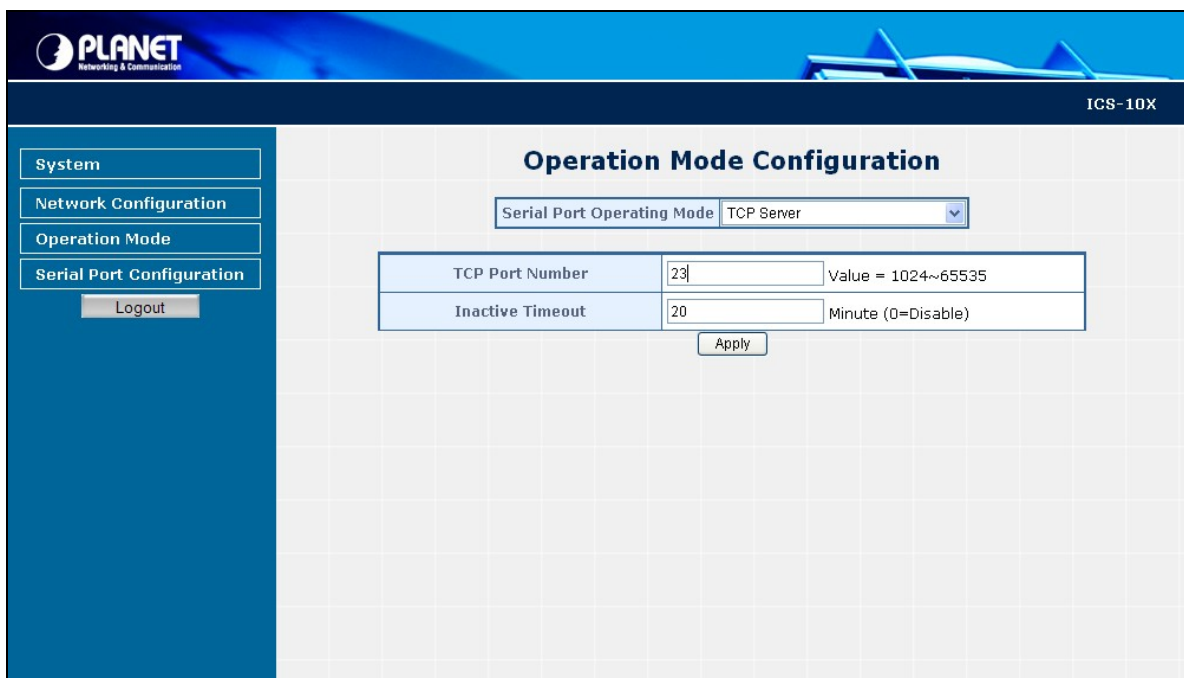 PLANET
Networking & Communication
ICS-10X
System
Network Configuration
Operation Mode
Serial Port Configuration
Logout
Operation Mode Configuration
Serial Port Operating Mode TCP Server
TCP Port Number 23 Value = 1024~65535
Inactive Timeout 20 Minute (0=Disable)
Apply